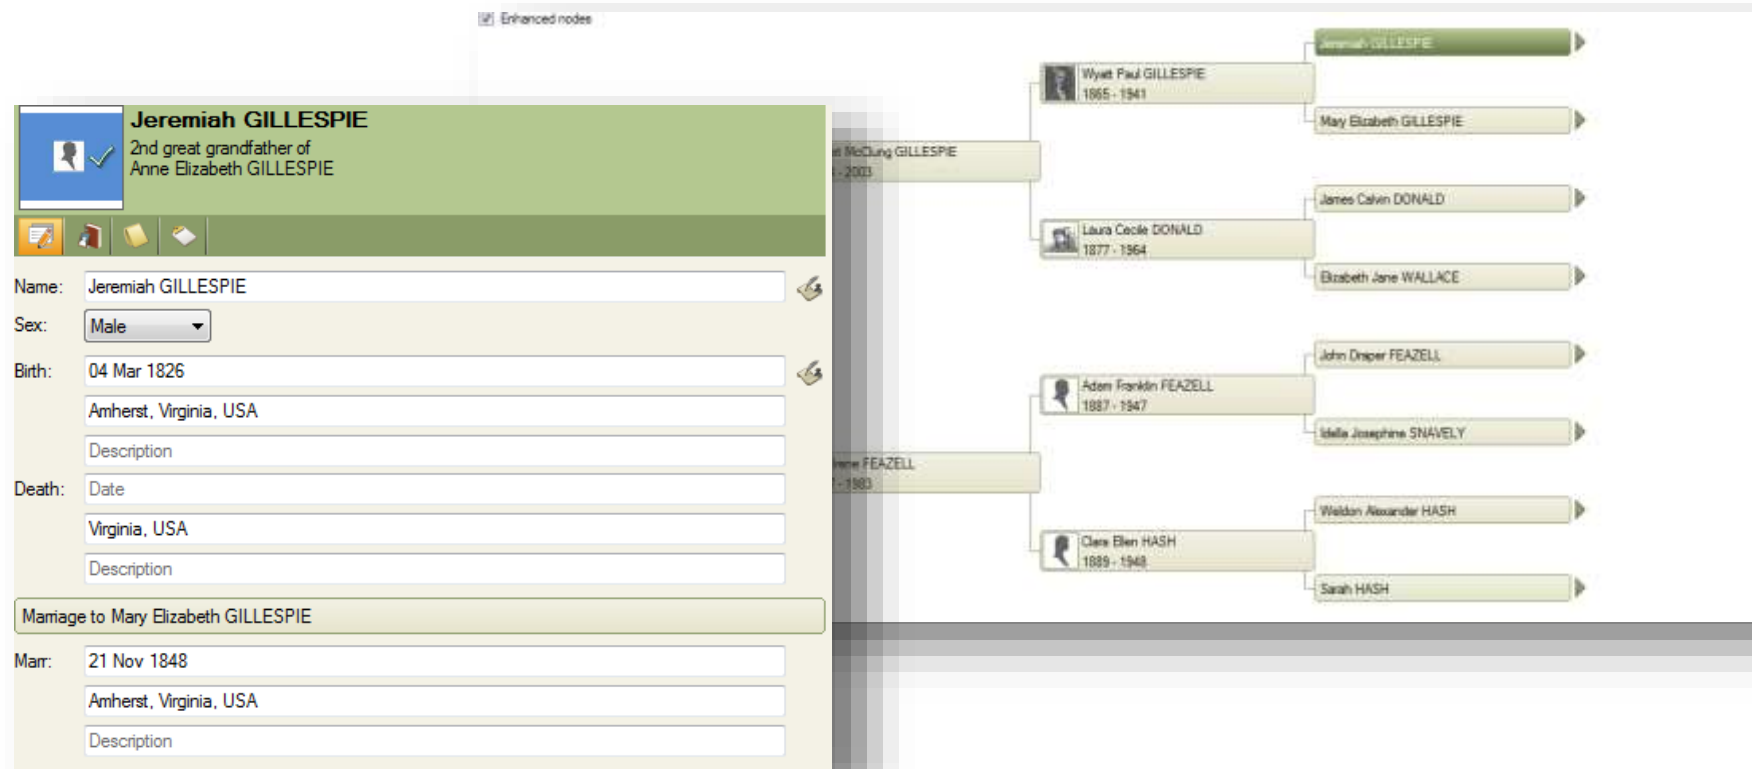 Enhanced nodes
Jeremiah GILLESPIE
2nd great grandfather of
Anne Elizabeth GILLESPIE
Name: Jeremiah GILLESPIE
Sex: Male
Birth: 04 Mar 1826
Amherst, Virginia, USA
Description
Death: Date
Virginia, USA
Description
Marriage to Mary Elizabeth GILLESPIE
Marr: 21 Nov 1848
Amherst, Virginia, USA
Description
McClung GILLESPIE
- 2003
FEAZELL
- 1983
Wyatt Paul GILLESPIE
1865 - 1941
Laura Cecile DONALD
1877 - 1964
Adam Franklin FEAZELL
1887 - 1947
Clara Ellen HASH
1889 - 1948
Jeremiah GILLESPIE
Mary Elizabeth GILLESPIE
James Calvin DONALD
Elizabeth Jane WALLACE
John Draper FEAZELL
Idella Josephine SNAVELY
Weldon Alexander HASH
Sarah HASH